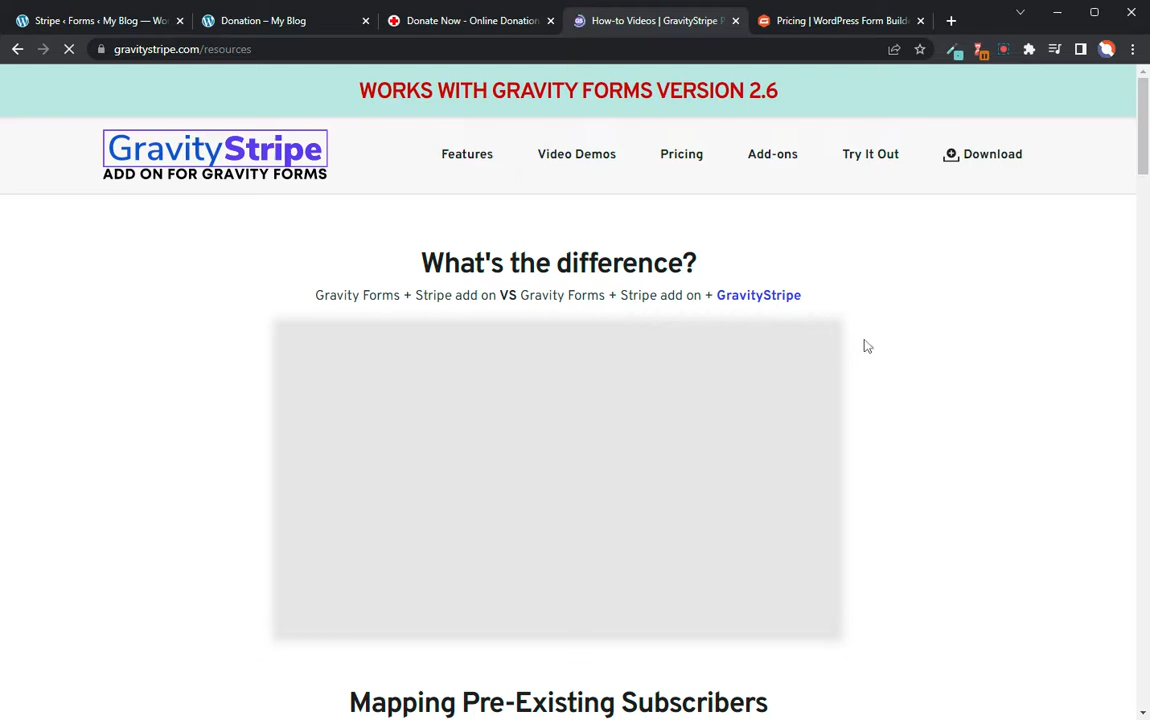 Stripe ‹ Forms ‹ My Blog — Wo
Donation – My Blog
Donate Now - Online Donation
How-to Videos | GravityStripe P
Pricing | WordPress Form Builde
gravitystripe.com/resources
WORKS WITH GRAVITY FORMS VERSION 2.6
GravityStripe
ADD ON FOR GRAVITY FORMS
Features
Video Demos
Pricing
Add-ons
Try It Out
Download
What's the difference?
Gravity Forms + Stripe add on VS Gravity Forms + Stripe add on + GravityStripe
Mapping Pre-Existing Subscribers